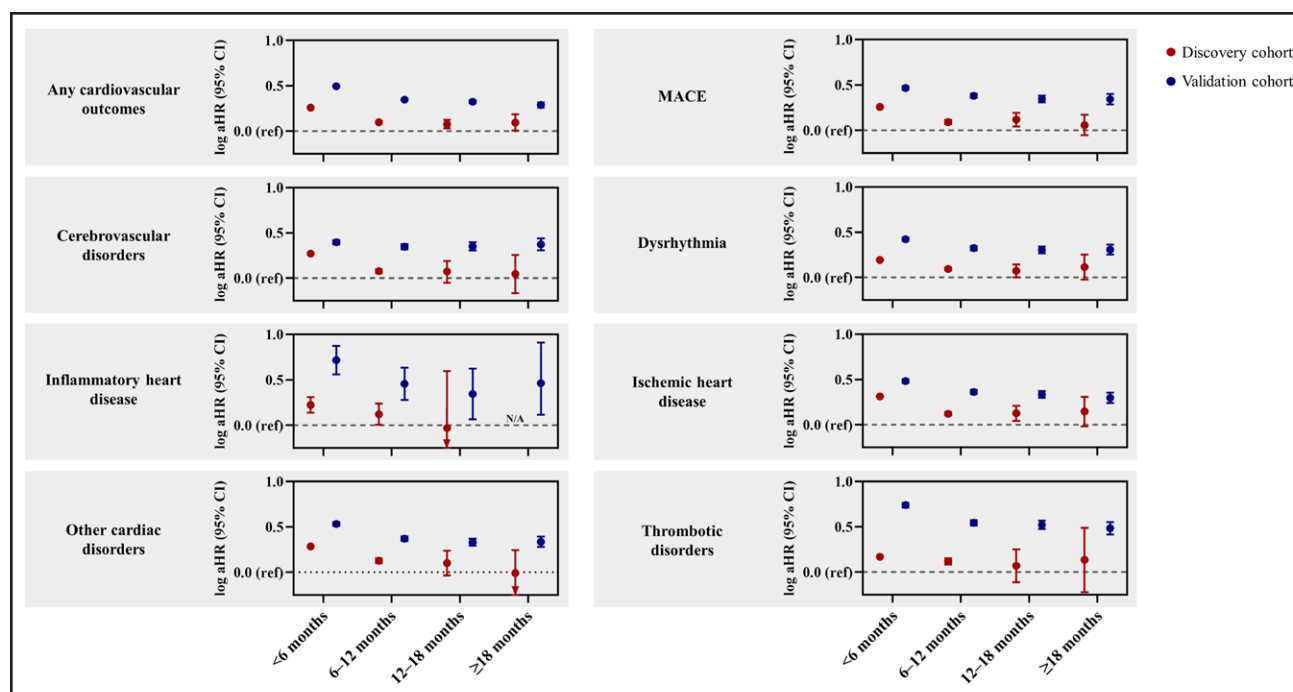 Discovery cohort
Validation cohort
Any cardiovascular
outcomes
log aHR (95% CI)
1.0
0.5
0.0 (ref)
MACE
log aHR (95% CI)
1.0
0.5
0.0 (ref)
Cerebrovascular
disorders
log aHR (95% CI)
1.0
0.5
0.0 (ref)
Dysrhythmia
log aHR (95% CI)
1.0
0.5
0.0 (ref)
Inflammatory heart
disease
log aHR (95% CI)
1.0
0.5
0.0 (ref)
N/A
Ischemic heart
disease
log aHR (95% CI)
1.0
0.5
0.0 (ref)
Other cardiac
disorders
log aHR (95% CI)
1.0
0.5
0.0 (ref)
Thrombotic
disorders
log aHR (95% CI)
1.0
0.5
0.0 (ref)
<6 months
6–12 months
12–18 months
≥18 months
<6 months
6–12 months
12–18 months
≥18 months